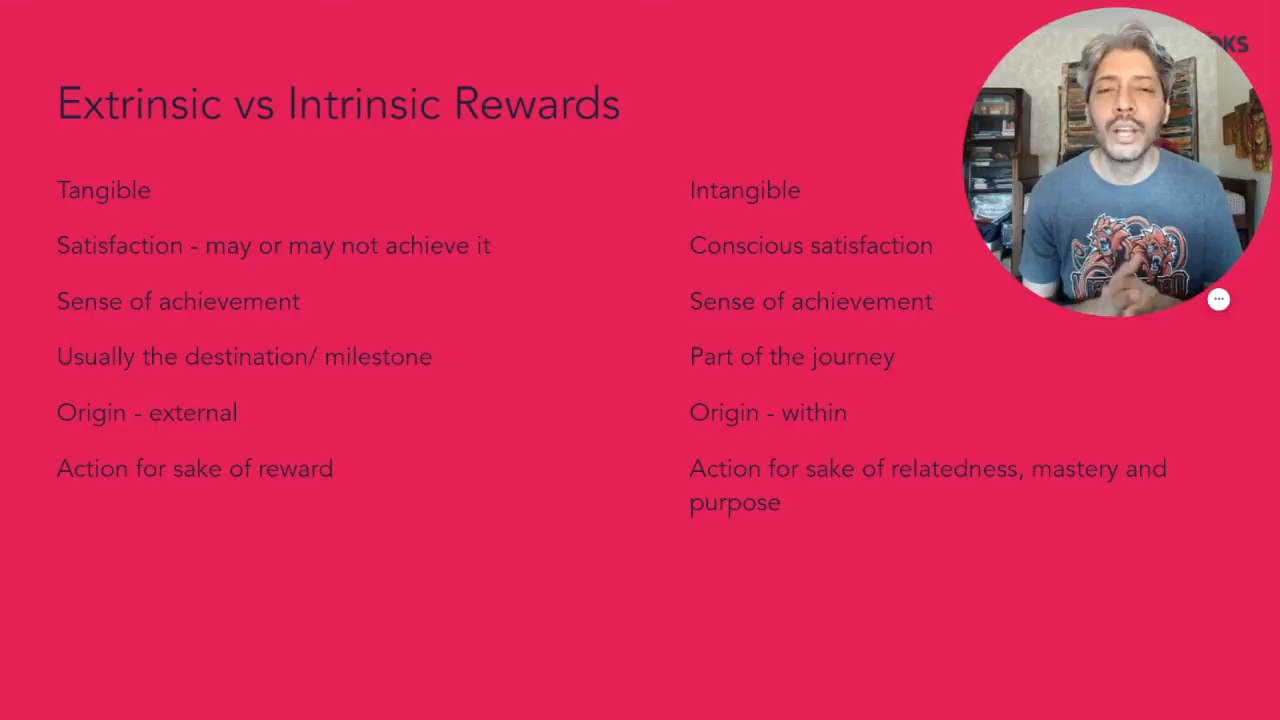 Extrinsic vs Intrinsic Rewards
Tangible
Satisfaction - may or may not achieve it
Sense of achievement
Usually the destination/ milestone
Origin - external
Action for sake of reward
Intangible
Conscious satisfaction
Sense of achievement
Part of the journey
Origin - within
Action for sake of relatedness, mastery and
purpose